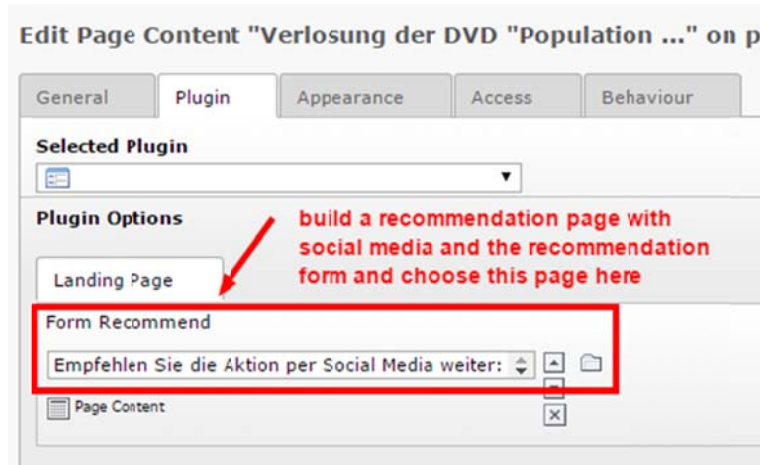 Edit Page Content "Verlosung der DVD "Population ..." on p
General Plugin Appearance Access Behaviour
Selected Plugin
Plugin Options
build a recommendation page with
social media and the recommendation
form and choose this page here
Landing Page
Form Recommend
Empfehlen Sie die Aktion per Social Media weiter:
Page Content